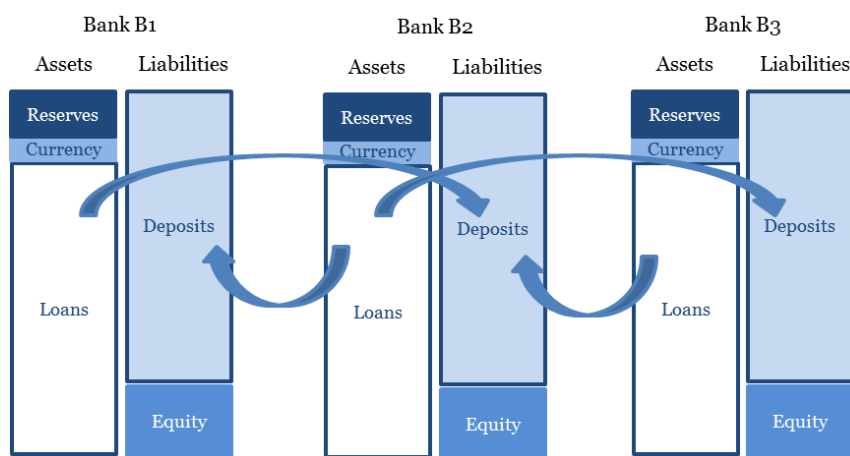 Bank B1
Bank B2
Bank B3
Assets
Liabilities
Assets
Liabilities
Assets
Liabilities
Reserves
Currency
Deposits
Loans
Equity
Reserves
Currency
Deposits
Loans
Equity
Reserves
Currency
Deposits
Loans
Equity